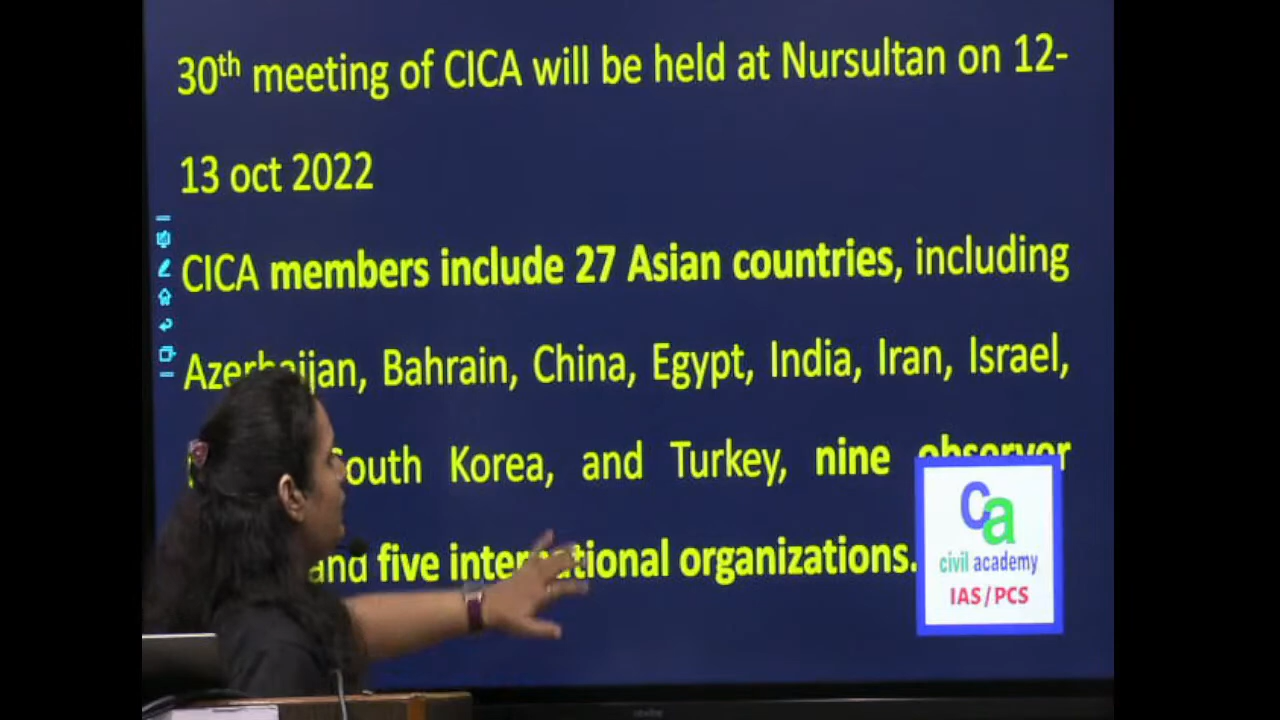 30th meeting of CICA will be held at Nursultan on 12-
13 oct 2022
CICA members include 27 Asian countries, including
Azerbaijan, Bahrain, China, Egypt, India, Iran, Israel,
South Korea, and Turkey, nine observer
and five international organizations.
Ca
civil academy
IAS/PCS